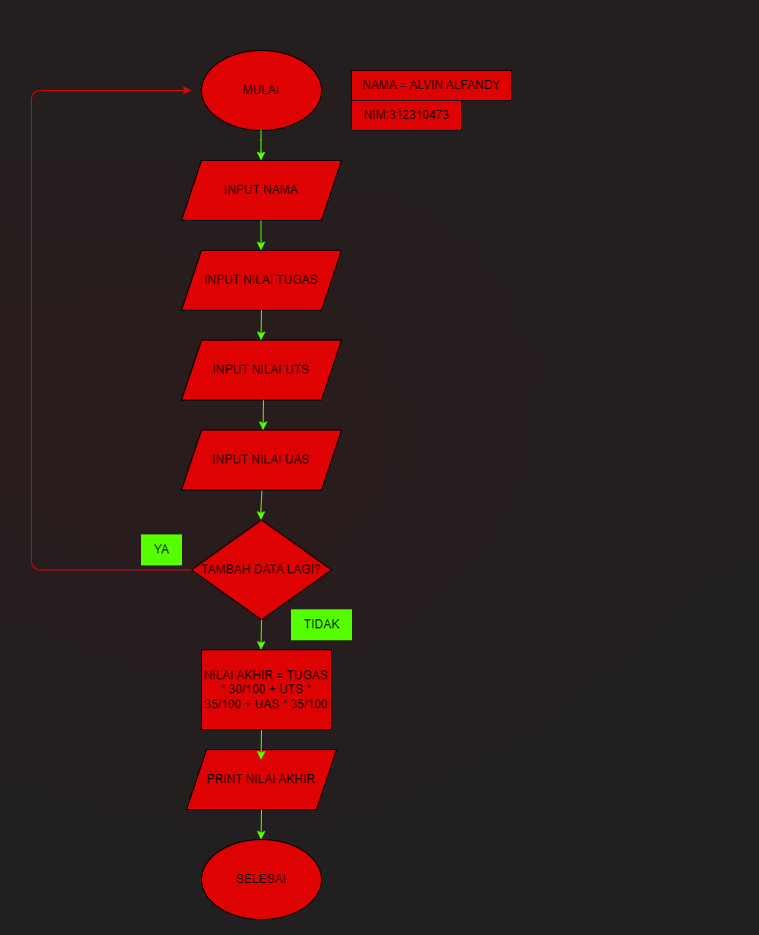 MULAI
NAMA = ALVIN ALFANDY
NIM:312310473
INPUT NAMA
INPUT NILAI TUGAS
INPUT NILAI UTS
INPUT NILAI UAS
YA
TAMBAH DATA LAGI?
TIDAK
NILAI AKHIR = TUGAS
* 30/100 + UTS *
35/100 + UAS * 35/100
PRINT NILAI AKHIR
SELESAI